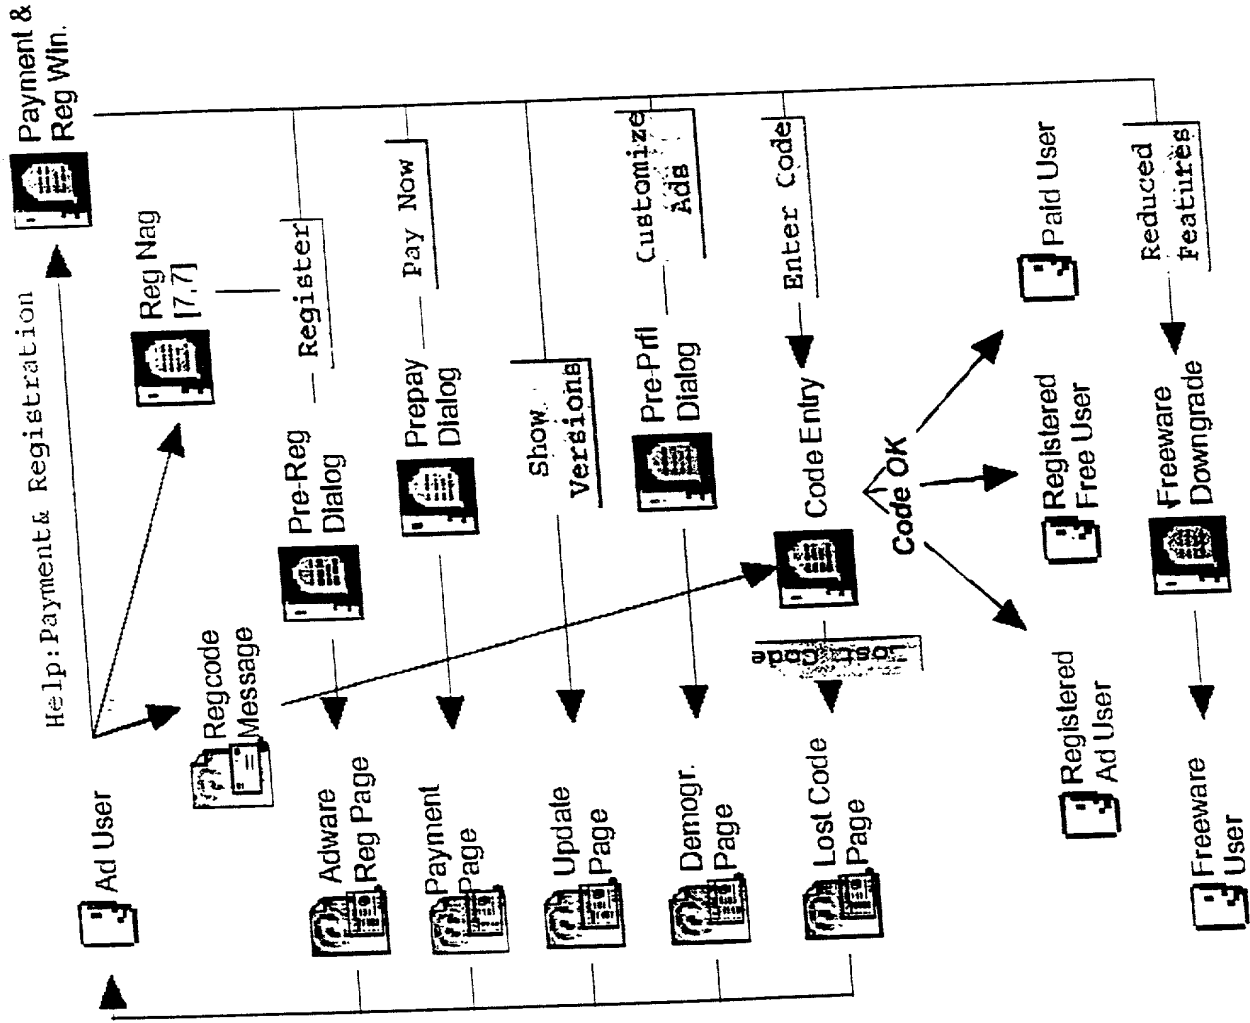 Ad User
Help:Payment & Registration
Payment &
Reg Win.
Regcode
Message
Reg Nag
[7,7]
Adware
Reg Page
Pre-Reg
Dialog
Register
Payment
Page
Prepay
Dialog
Pay Now
Update
Page
Show
Versions
Demogr.
Page
Pre-Prfl
Dialog
Customize
Ads
Lost Code
Page
Lost Code
Code Entry
Enter Code
Code OK
Registered
Ad User
Registered
Free User
Paid User
Freeware
User
Freeware
Downgrade
Reduced
Features